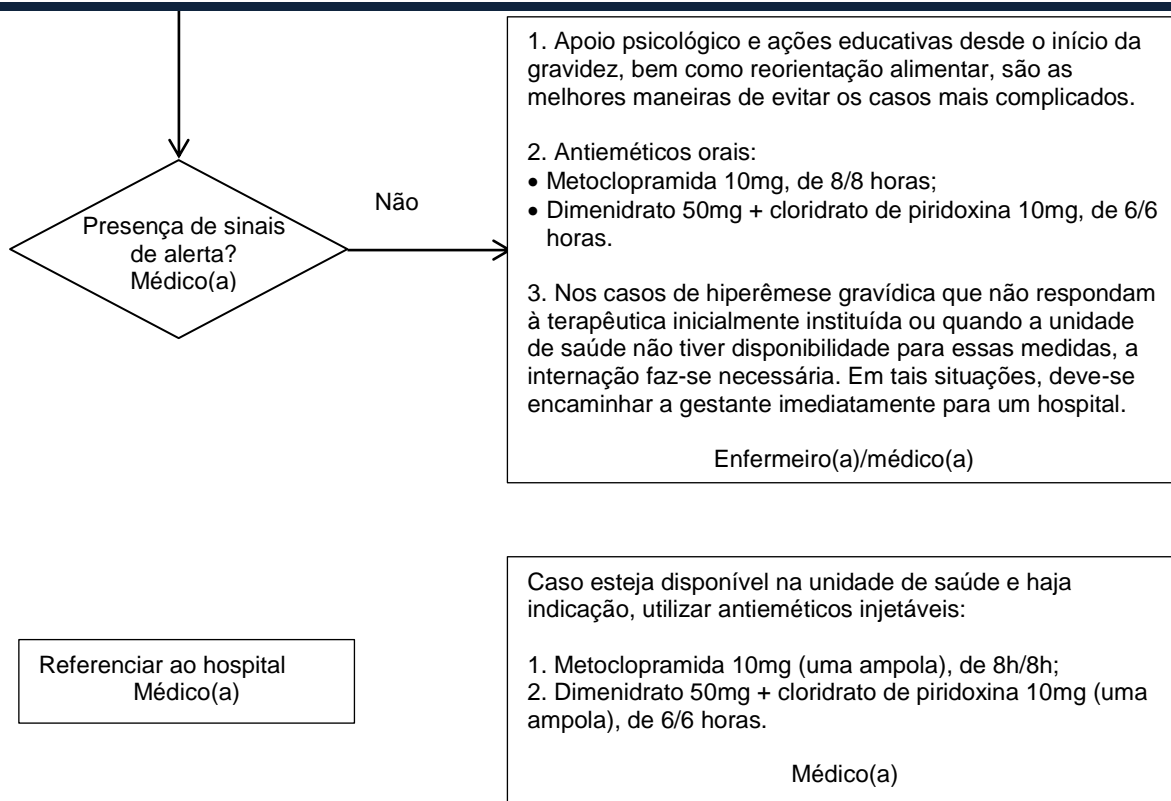 1. Apoio psicológico e ações educativas desde o início da
gravidez, bem como reorientação alimentar, são as
melhores maneiras de evitar os casos mais complicados.
2. Antieméticos orais:
• Metoclopramida 10mg, de 8/8 horas;
• Dimenidrato 50mg + cloridrato de piridoxina 10mg, de 6/6
horas.
3. Nos casos de hiperêmese gravídica que não respondam
à terapêutica inicialmente instituída ou quando a unidade
de saúde não tiver disponibilidade para essas medidas, a
internação faz-se necessária. Em tais situações, deve-se
encaminhar a gestante imediatamente para um hospital.
Enfermeiro(a)/médico(a)
Não
Presença de sinais
de alerta?
Médico(a)
Referenciar ao hospital
Médico(a)
Caso esteja disponível na unidade de saúde e haja
indicação, utilizar antieméticos injetáveis:
1. Metoclopramida 10mg (uma ampola), de 8h/8h;
2. Dimenidrato 50mg + cloridrato de piridoxina 10mg (uma
ampola), de 6/6 horas.
Médico(a)